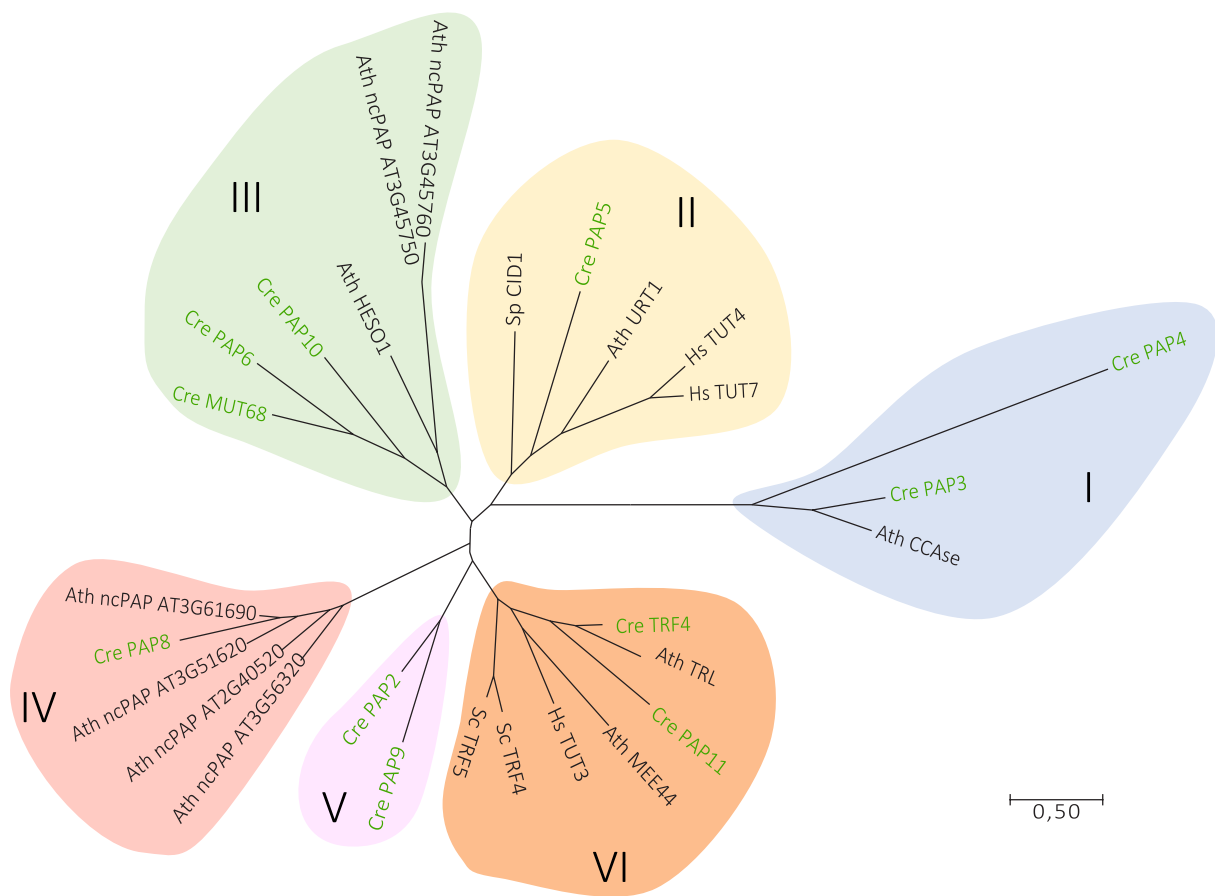 III
Ath ncPAP AT3G45750
Ath ncPAP AT3G45760
Ath HESO1
Cre PAP10
Cre PAP6
Cre MUT68
II
Sp CID1
Cre PAP5
Ath URT1
Hs TUT4
Hs TUT7
I
Cre PAP4
Cre PAP3
Ath CCAse
IV
Ath ncPAP AT3G61690
Cre PAP8
Ath ncPAP AT3G51620
Ath ncPAP AT2G40520
Ath ncPAP AT3G56320
V
Cre PAP2
Cre PAP9
VI
Sc TRF5
Sc TRF4
Hs TUT3
Ath MEE44
Cre PAP11
Ath TRL
Cre TRF4
0,50